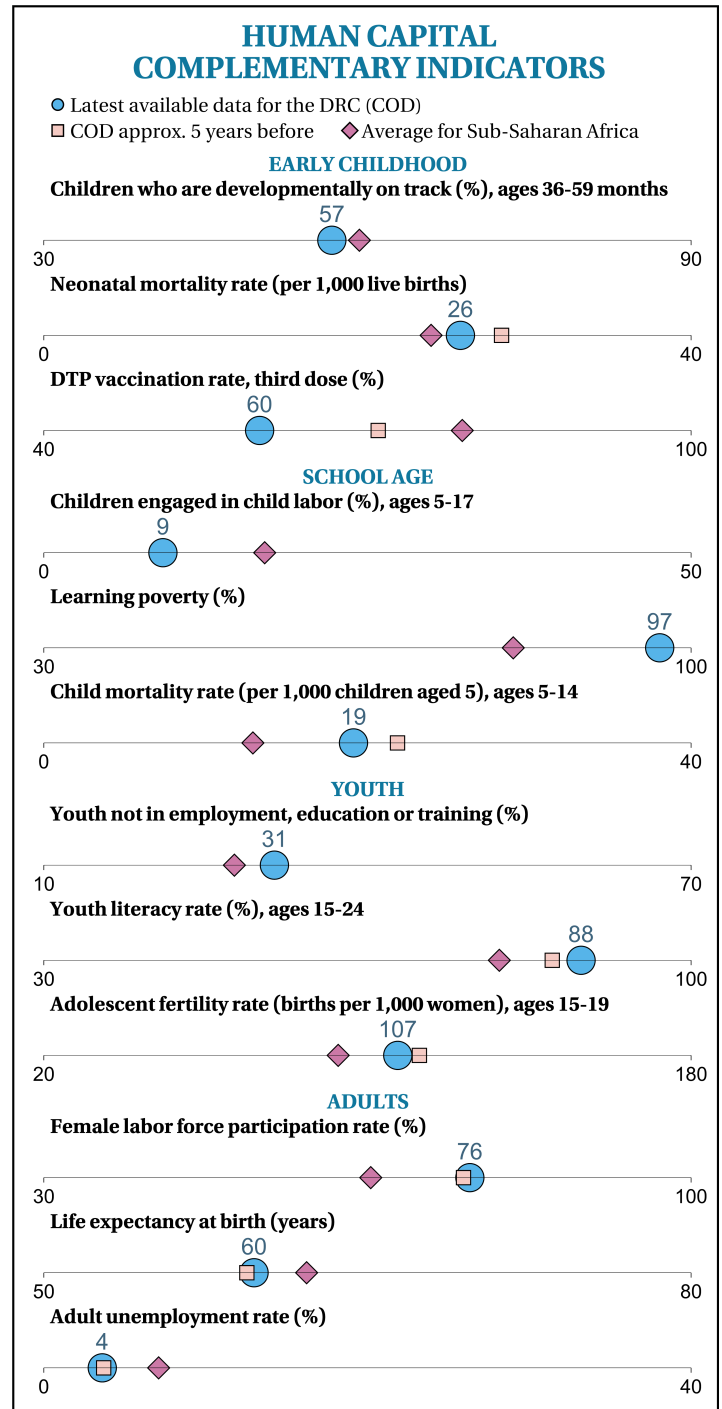 HUMAN CAPITAL
COMPLEMENTARY INDICATORS
Latest available data for the DRC (COD)
COD approx. 5 years before Average for Sub-Saharan Africa
EARLY CHILDHOOD
Children who are developmentally on track (%), ages 36-59 months
57
30 90
Neonatal mortality rate (per 1,000 live births)
26
0 40
DTP vaccination rate, third dose (%)
60
40 100
SCHOOL AGE
Children engaged in child labor (%), ages 5-17
9
0 50
Learning poverty (%)
97
30 100
Child mortality rate (per 1,000 children aged 5), ages 5-14
19
0 40
YOUTH
Youth not in employment, education or training (%)
31
10 70
Youth literacy rate (%), ages 15-24
88
30 100
Adolescent fertility rate (births per 1,000 women), ages 15-19
107
20 180
ADULTS
Female labor force participation rate (%)
76
30 100
Life expectancy at birth (years)
60
50 80
Adult unemployment rate (%)
4
0 40